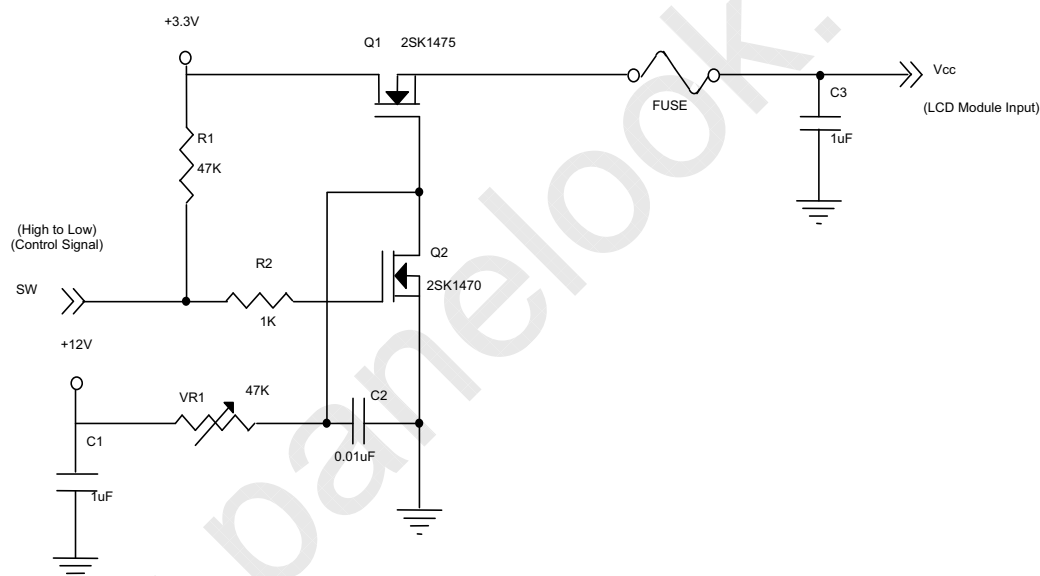 +3.3V
Q1 2SK1475
Vcc
FUSE
C3
(LCD Module Input)
R1
1uF
47K
(High to Low)
(Control Signal)
Q2
R2
2SK1470
SW
1K
+12V
47K
VR1
C2
C1
0.01uF
1uF
panelook.